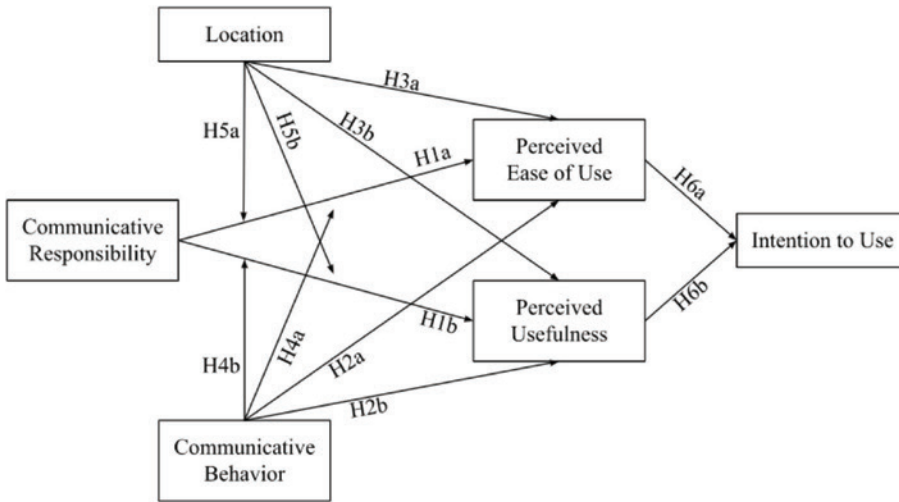 Location
H3a
H5a
H5b
H3b
H1a
Perceived
Ease of Use
H6a
Communicative
Responsibility
Intention to Use
H6b
Perceived
Usefulness
H1b
H4b
H4a
H2a
H2b
Communicative
Behavior